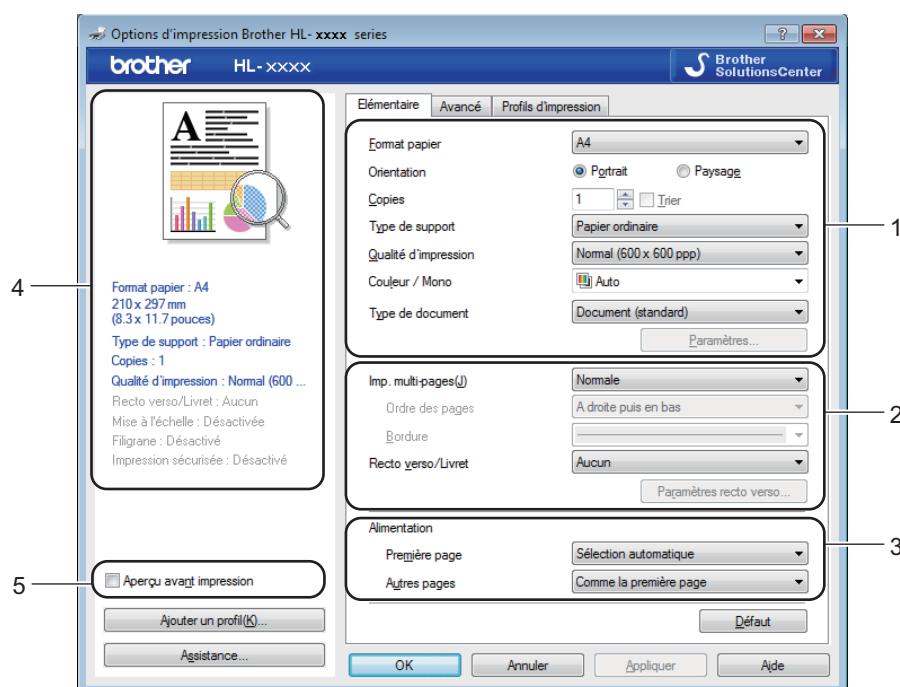 Options d'impression Brother HL- xxxx series
brother HL-xxxx
Brother
SolutionsCenter
Elémentaire Avancé Profils d'impression
A
Format papier : A4
210 x 297 mm
(8.3 x 11.7 pouces)
Type de support : Papier ordinaire
Copies : 1
Qualité d'impression : Normal (600 ...
Recto verso/Livret : Aucun
Mise à l'échelle : Désactivée
Filigrane : Désactivé
Impression sécurisée : Désactivé
4
Aperçu avant impression
5
Ajouter un profil(K)...
Assistance...
Format papier A4
Orientation Portrait Paysage
Copies 1 Trier
Type de support Papier ordinaire
Qualité d'impression Normal (600 x 600 ppp)
Couleur / Mono Auto
Type de document Document (standard)
Paramètres...
1
Imp. multi-pages(J) Normale
Ordre des pages A droite puis en bas
Bordure
Recto verso/Livret Aucun
Paramètres recto verso...
2
Alimentation
Première page Sélection automatique
Autres pages Comme la première page
3
Défaut
OK Annuler Appliquer Aide